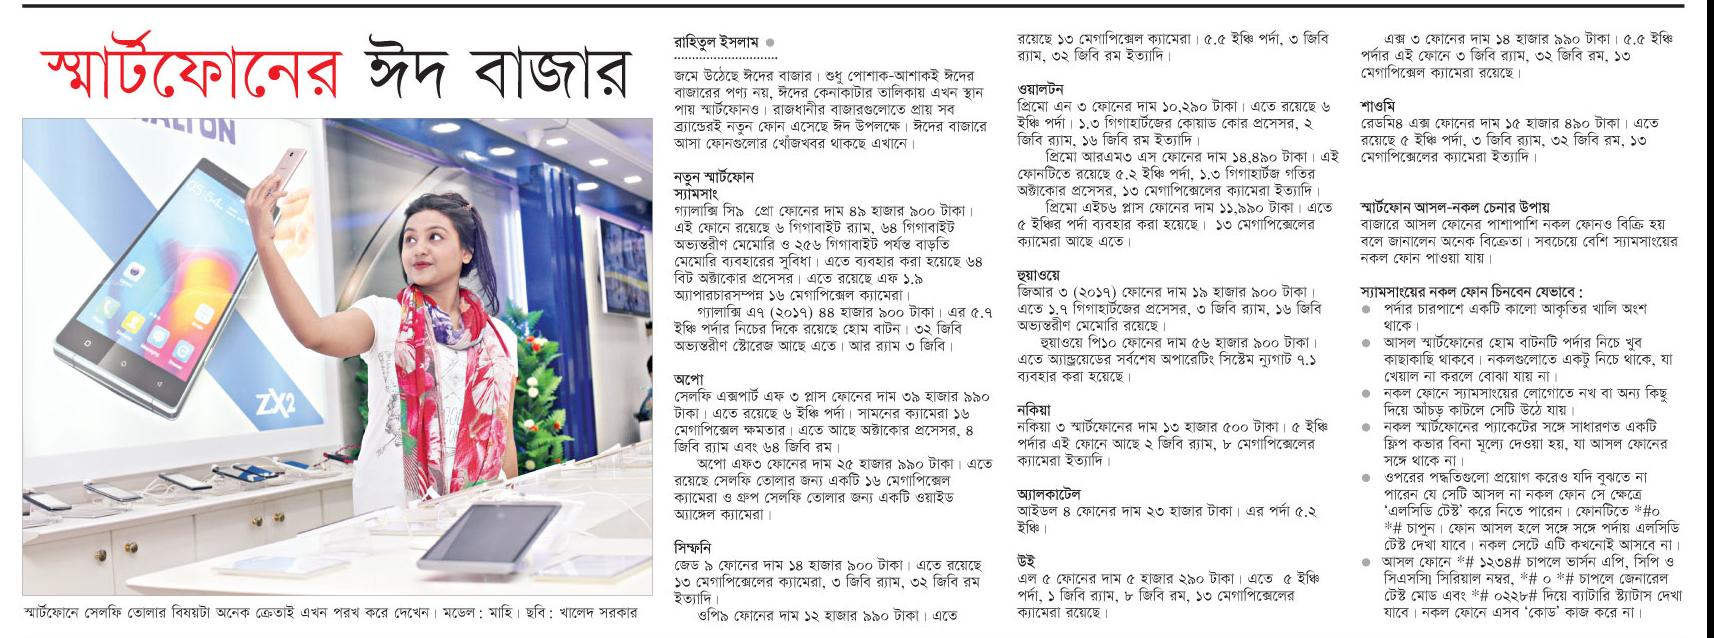 স্মার্টফোনের ঈদ বাজার
WALTON
05:54
ZX2
স্মার্টফোনে সেলফি তোলার বিষয়টা অনেক ক্রেতাই এখন পরখ করে দেখেন। মডেল : মাহি। ছবি : খালেদ সরকার
রাহিতুল ইসলাম ●
জমে উঠেছে ঈদের বাজার। শুধু পোশাক-আশাকই ঈদের
বাজারের পণ্য নয়, ঈদের কেনাকাটার তালিকায় এখন স্থান
পায় স্মার্টফোনও। রাজধানীর বাজারগুলোতে প্রায় সব
ব্র্যান্ডেরই নতুন ফোন এসেছে ঈদ উপলক্ষে। ঈদের বাজারে
আসা ফোনগুলোর খোঁজখবর থাকছে এখানে।
নতুন স্মার্টফোন
স্যামসাং
গ্যালাক্সি সি৯ প্রো ফোনের দাম ৪৯ হাজার ৯০০ টাকা।
এই ফোনে রয়েছে ৬ গিগাবাইট র‍্যাম, ৬৪ গিগাবাইট
অভ্যন্তরীণ মেমোরি ও ২৫৬ গিগাবাইট পর্যন্ত বাড়তি
মেমোরি ব্যবহারের সুবিধা। এতে ব্যবহার করা হয়েছে ৬৪
বিট অক্টাকোর প্রসেসর। এতে রয়েছে এফ ১.৯
অ্যাপারচারসম্পন্ন ১৬ মেগাপিক্সেল ক্যামেরা।
গ্যালাক্সি এ৭ (২০১৭) ৪৪ হাজার ৯০০ টাকা। এর ৫.৭
ইঞ্চি পর্দার নিচের দিকে রয়েছে হোম বাটন। ৩২ জিবি
অভ্যন্তরীণ স্টোরেজ আছে এতে। আর র‍্যাম ৩ জিবি।
অপো
সেলফি এক্সপার্ট এফ ৩ প্লাস ফোনের দাম ৩৯ হাজার ৯৯০
টাকা। এতে রয়েছে ৬ ইঞ্চি পর্দা। সামনের ক্যামেরা ১৬
মেগাপিক্সেল ক্ষমতার। এতে আছে অক্টাকোর প্রসেসর, ৪
জিবি র‍্যাম এবং ৬৪ জিবি রম।
অপো এফ৩ ফোনের দাম ২৫ হাজার ৯৯০ টাকা। এতে
রয়েছে সেলফি তোলার জন্য একটি ১৬ মেগাপিক্সেল
ক্যামেরা ও গ্রুপ সেলফি তোলার জন্য একটি ওয়াইড
অ্যাঙ্গেল ক্যামেরা।
সিম্ফনি
জেড ৯ ফোনের দাম ১৪ হাজার ৯০০ টাকা। এতে রয়েছে
১৩ মেগাপিক্সেলের ক্যামেরা, ৩ জিবি র‍্যাম, ৩২ জিবি রম
ইত্যাদি।
ওপি৯ ফোনের দাম ১২ হাজার ৯৯০ টাকা। এতে
রয়েছে ১৩ মেগাপিক্সেল ক্যামেরা। ৫.৫ ইঞ্চি পর্দা, ৩ জিবি
র‍্যাম, ৩২ জিবি রম ইত্যাদি।
ওয়ালটন
প্রিমো এন ৩ ফোনের দাম ১০,২৯০ টাকা। এতে রয়েছে ৬
ইঞ্চি পর্দা। ১.৩ গিগাহার্টজের কোয়াড কোর প্রসেসর, ২
জিবি র‍্যাম, ১৬ জিবি রম ইত্যাদি।
প্রিমো আরএম৩ এস ফোনের দাম ১৪,৪৯০ টাকা। এই
ফোনটিতে রয়েছে ৫.২ ইঞ্চি পর্দা, ১.৩ গিগাহার্টজ গতির
অক্টাকোর প্রসেসর, ১৩ মেগাপিক্সেলের ক্যামেরা ইত্যাদি।
প্রিমো এইচ৬ প্লাস ফোনের দাম ১১,৯৯০ টাকা। এতে
৫ ইঞ্চির পর্দা ব্যবহার করা হয়েছে। ১৩ মেগাপিক্সেলের
ক্যামেরা আছে এতে।
হুয়াওয়ে
জিআর ৩ (২০১৭) ফোনের দাম ১৯ হাজার ৯০০ টাকা।
এতে ১.৭ গিগাহার্টজের প্রসেসর, ৩ জিবি র‍্যাম, ১৬ জিবি
অভ্যন্তরীণ মেমোরি রয়েছে।
হুয়াওয়ে পি১০ ফোনের দাম ৫৬ হাজার ৯০০ টাকা।
এতে অ্যান্ড্রয়েডের সর্বশেষ অপারেটিং সিস্টেম ন্যুগাট ৭.১
ব্যবহার করা হয়েছে।
নকিয়া
নকিয়া ৩ স্মার্টফোনের দাম ১৩ হাজার ৫০০ টাকা। ৫ ইঞ্চি
পর্দার এই ফোনে আছে ২ জিবি র‍্যাম, ৮ মেগাপিক্সেলের
ক্যামেরা ইত্যাদি।
অ্যালকাটেল
আইডল ৪ ফোনের দাম ২৩ হাজার টাকা। এর পর্দা ৫.২
ইঞ্চি।
উই
এল ৫ ফোনের দাম ৫ হাজার ২৯০ টাকা। এতে ৫ ইঞ্চি
পর্দা, ১ জিবি র‍্যাম, ৮ জিবি রম, ১৩ মেগাপিক্সেলের
ক্যামেরা রয়েছে।
এক্স ৩ ফোনের দাম ১৪ হাজার ৯৯০ টাকা। ৫.৫ ইঞ্চি
পর্দার এই ফোনে ৩ জিবি র‍্যাম, ৩২ জিবি রম, ১৩
মেগাপিক্সেল ক্যামেরা রয়েছে।
শাওমি
রেডমি৪ এক্স ফোনের দাম ১৫ হাজার ৪৯০ টাকা। এতে
রয়েছে ৫ ইঞ্চি পর্দা, ৩ জিবি র‍্যাম, ৩২ জিবি রম, ১৩
মেগাপিক্সেলের ক্যামেরা ইত্যাদি।
স্মার্টফোন আসল-নকল চেনার উপায়
বাজারে আসল ফোনের পাশাপাশি নকল ফোনও বিক্রি হয়
বলে জানালেন অনেক বিক্রেতা। সবচেয়ে বেশি স্যামসাংয়ের
নকল ফোন পাওয়া যায়।
স্যামসাংয়ের নকল ফোন চিনবেন যেভাবে :
● পর্দার চারপাশে একটি কালো আকৃতির খালি অংশ
থাকে।
● আসল স্মার্টফোনের হোম বাটনটি পর্দার নিচে খুব
কাছাকাছি থাকবে। নকলগুলোতে একটু নিচে থাকে, যা
খেয়াল না করলে বোঝা যায় না।
● নকল ফোনে স্যামসাংয়ের লোগোতে নখ বা অন্য কিছু
দিয়ে আঁচড় কাটলে সেটি উঠে যায়।
● নকল স্মার্টফোনের প্যাকেটের সঙ্গে সাধারণত একটি
ফ্লিপ কভার বিনা মূল্যে দেওয়া হয়, যা আসল ফোনের
সঙ্গে থাকে না।
● ওপরের পদ্ধতিগুলো প্রয়োগ করেও যদি বুঝতে না
পারেন যে সেটি আসল না নকল ফোন সে ক্ষেত্রে
‘এলসিডি টেস্ট’ করে নিতে পারেন। ফোনটিতে *#০
*# চাপুন। ফোন আসল হলে সঙ্গে সঙ্গে পর্দায় এলসিডি
টেস্ট দেখা যাবে। নকল সেটে এটি কখনোই আসবে না।
● আসল ফোনে *# ১২৩৪# চাপলে ভার্সন এপি, সিপি ও
সিএসসি। সিরিয়াল নম্বর, *# ০ *# চাপলে জেনারেল
টেস্ট মোড এবং *# ০২২৮# দিয়ে ব্যাটারি স্ট্যাটাস দেখা
যাবে। নকল ফোনে এসব ‘কোড’ কাজ করে না।